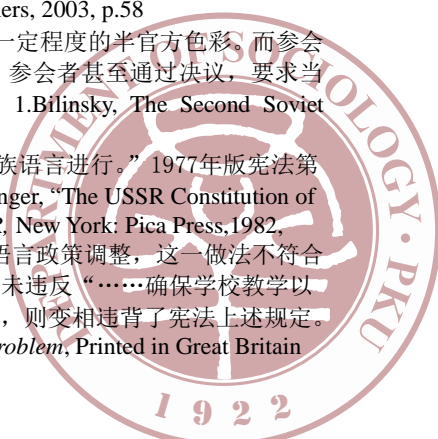 ers, 2003, p.58
一定程度的半官方色彩。而参会
参会者甚至通过决议，要求当
1.Bilinsky, The Second Soviet
族语言进行。”1977年版宪法第
nger, “The USSR Constitution of
2, New York: Pica Press,1982,
语言政策调整，这一做法不符合
未违反“……确保学校教学以
，则变相违背了宪法上述规定。
roblem, Printed in Great Britain
DEPARTMENT OF SOCIOLOGY · PKU
1922